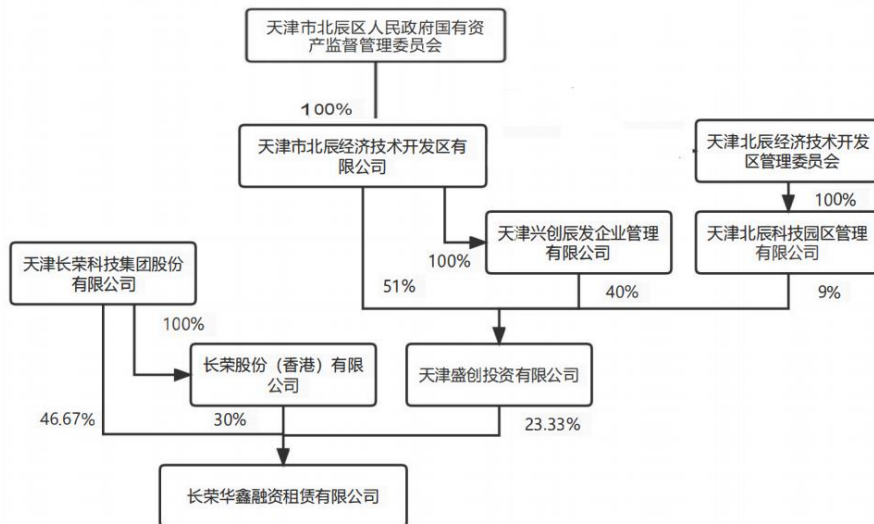 天津市北辰区人民政府国有资
产监督管理委员会
100%
天津市北辰经济技术开发区有
限公司
天津北辰经济技术开发
区管理委员会
100%
天津兴创辰发企业管理
有限公司
天津北辰科技园区管理
有限公司
天津长荣科技集团股份
有限公司
100%
51%
40%
9%
100%
长荣股份（香港）有限
公司
天津盛创投资有限公司
46.67%
30%
23.33%
长荣华鑫融资租赁有限公司